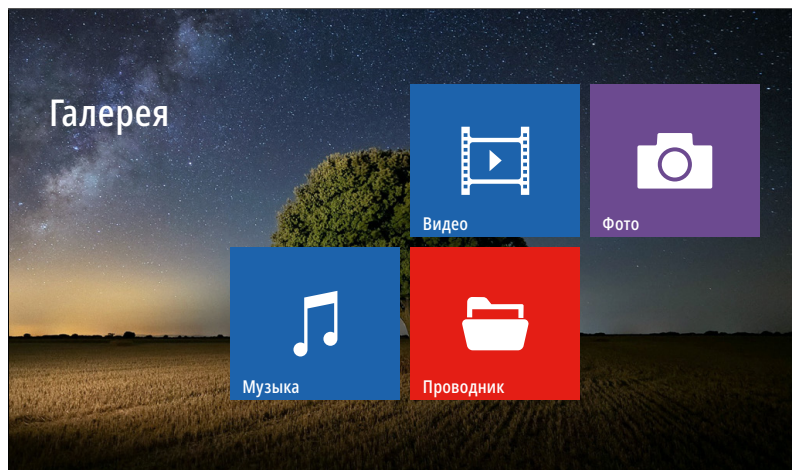 Галерея
Видео
Фото
Музыка
Проводник